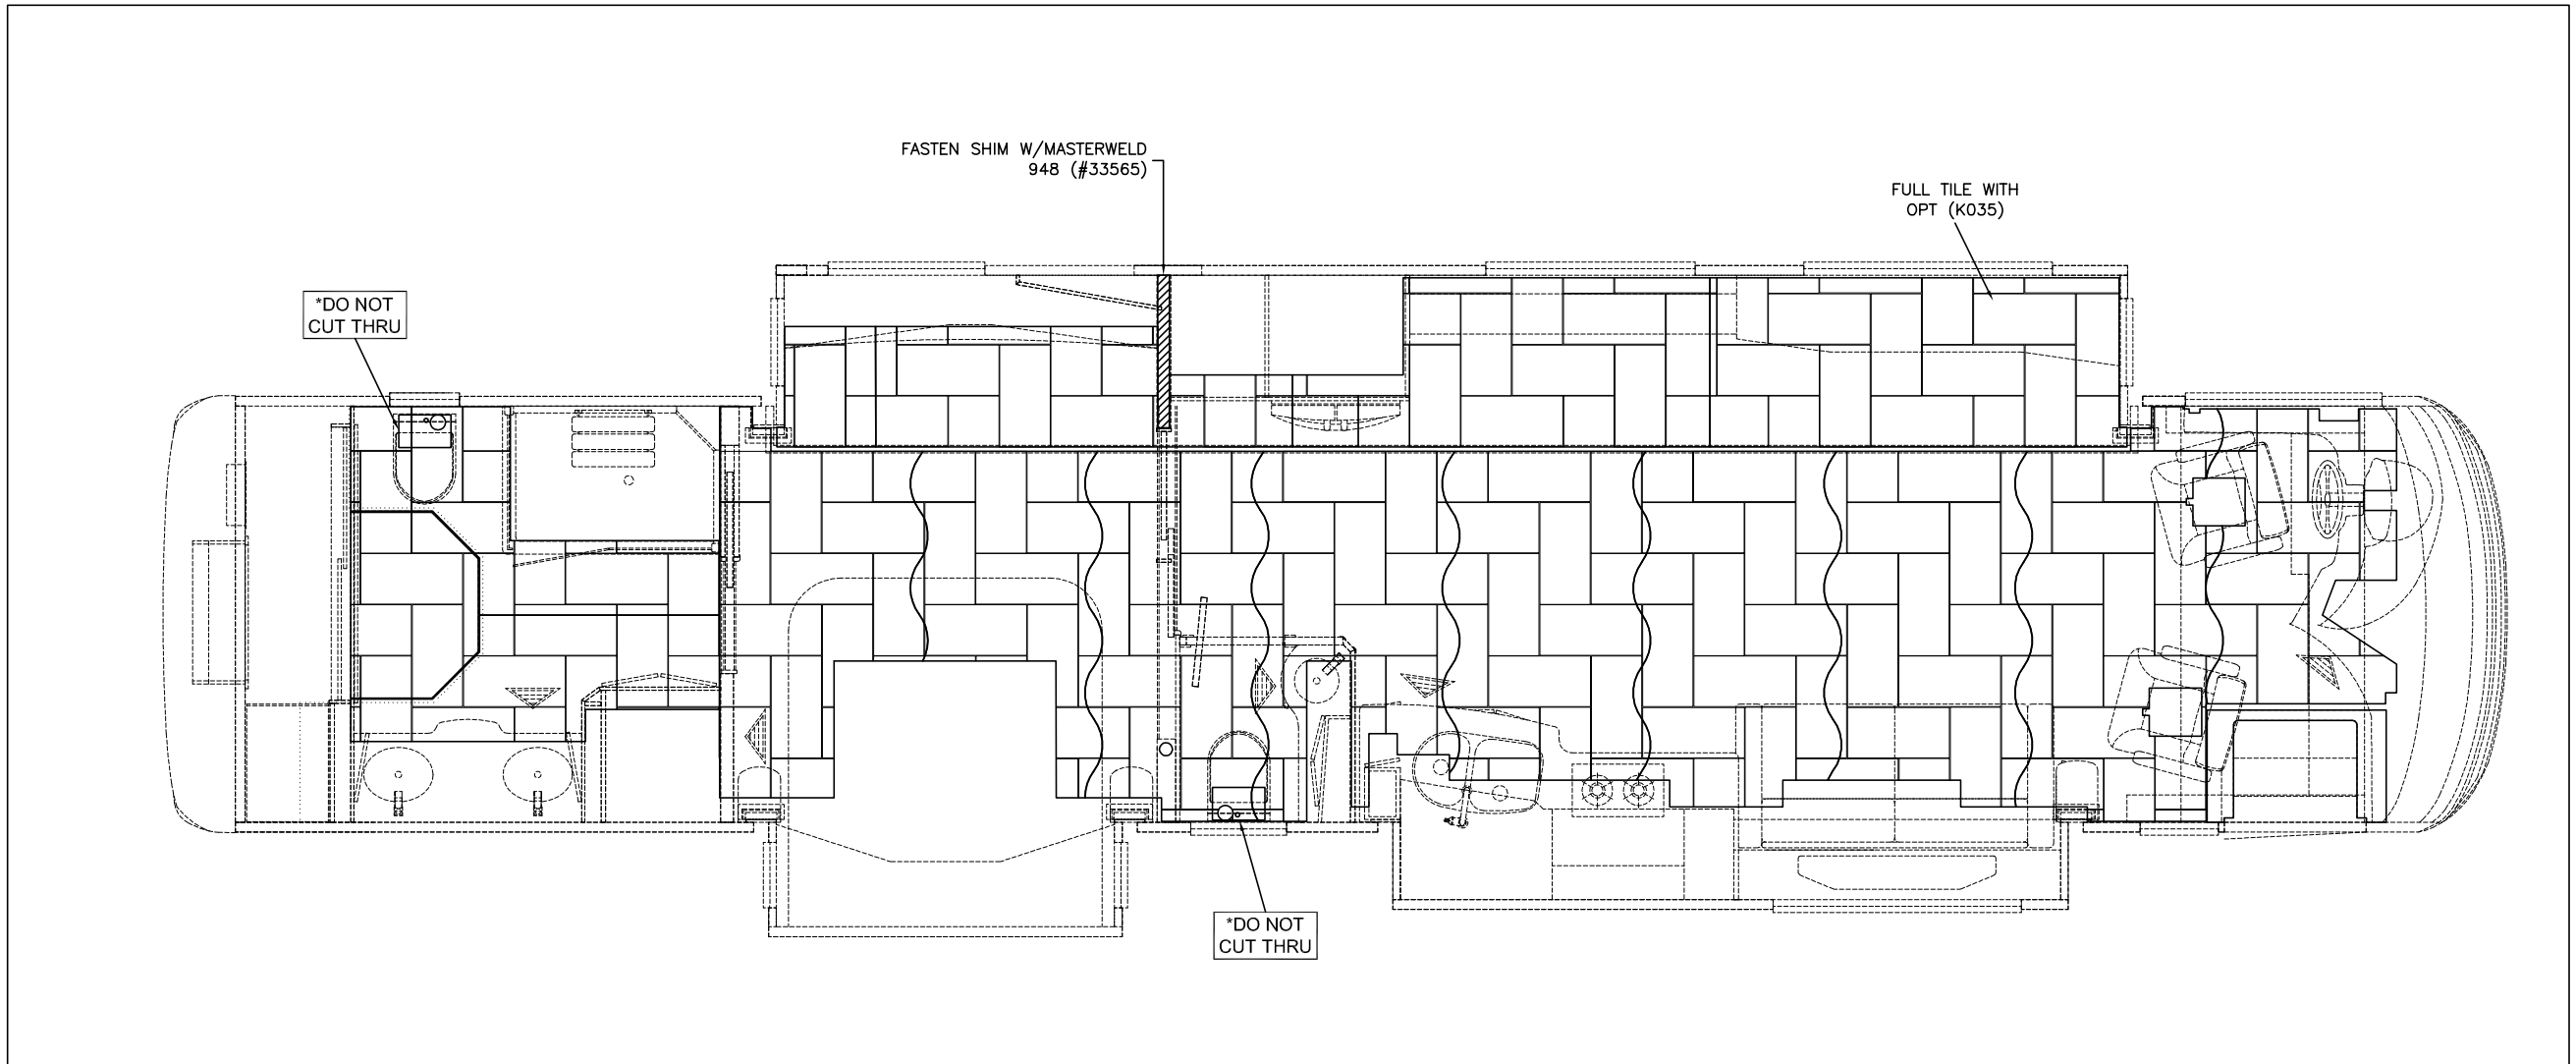 FASTEN SHIM W/MASTERWELD
948 (#33565)
FULL TILE WITH
OPT (K035)
*DO NOT
CUT THRU
*DO NOT
CUT THRU